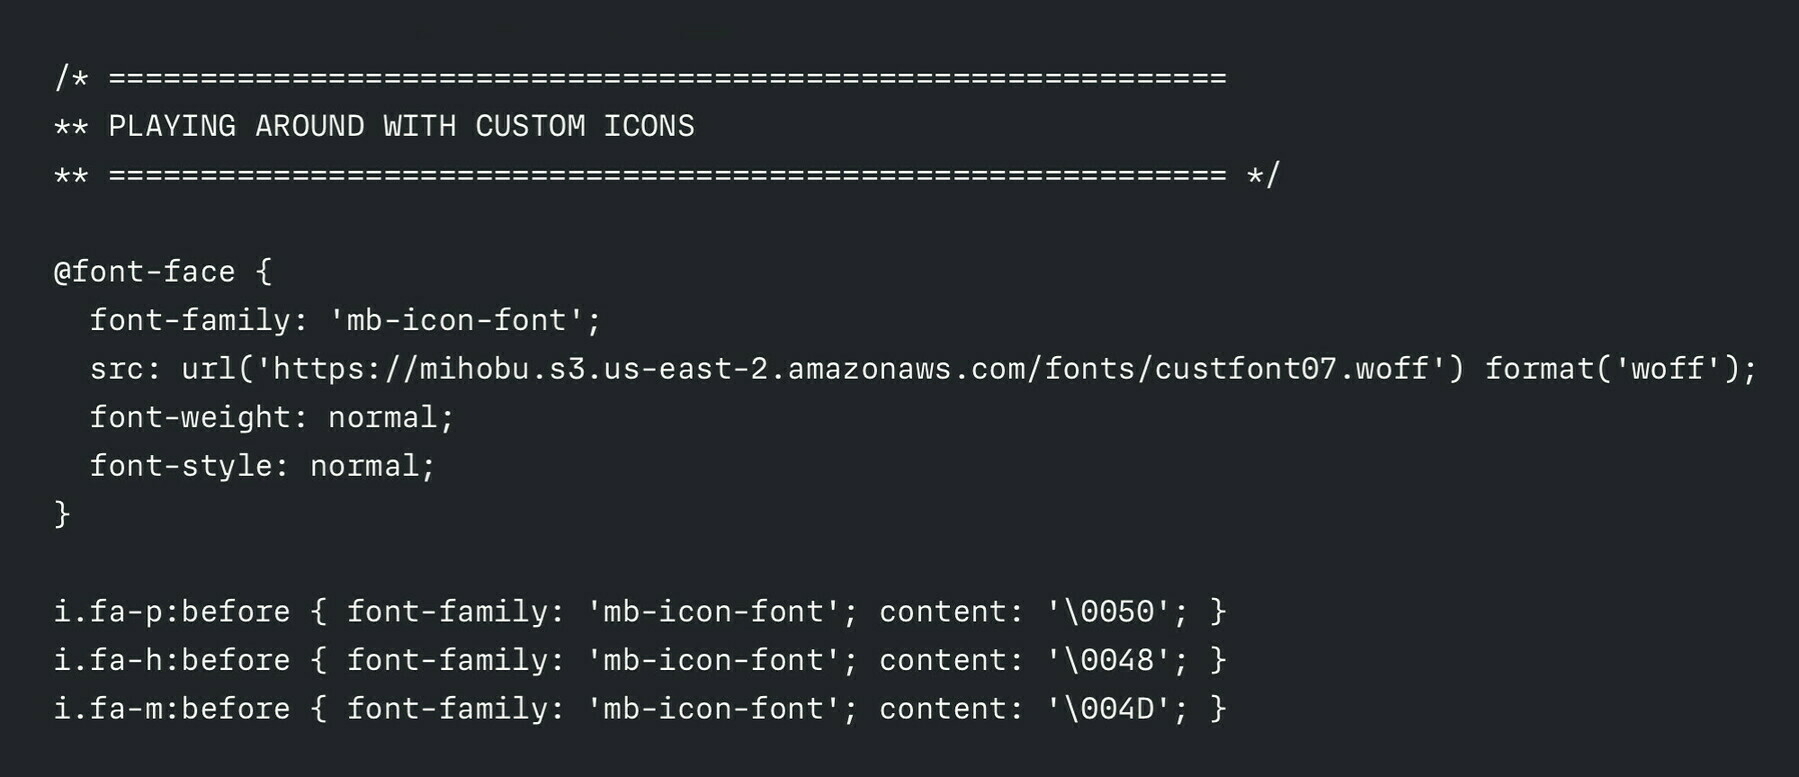 /* =============================================================
** PLAYING AROUND WITH CUSTOM ICONS
** ============================================================= */
@font-face {
  font-family: 'mb-icon-font';
  src: url('https://mihobu.s3.us-east-2.amazonaws.com/fonts/custfont07.woff') format('woff');
  font-weight: normal;
  font-style: normal;
}
i.fa-p:before { font-family: 'mb-icon-font'; content: '\0050'; }
i.fa-h:before { font-family: 'mb-icon-font'; content: '\0048'; }
i.fa-m:before { font-family: 'mb-icon-font'; content: '\004D'; }